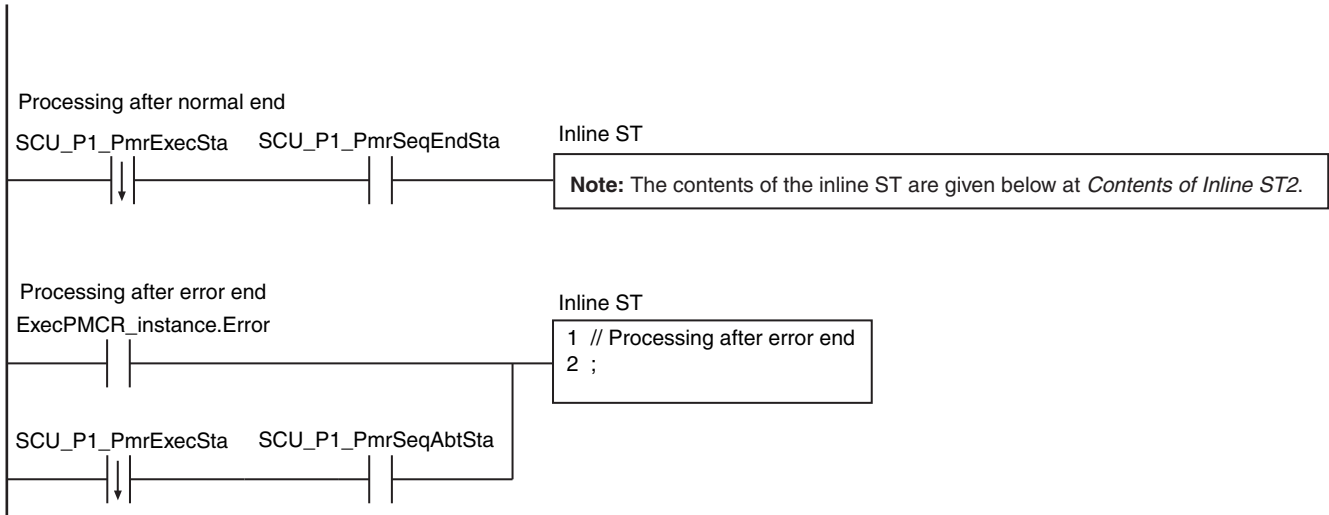 Processing after normal end
SCU_P1_PmrExecSta SCU_P1_PmrSeqEndSta Inline ST
Note: The contents of the inline ST are given below at Contents of Inline ST2.
Processing after error end
ExecPMCR_instance.Error
Inline ST
1 // Processing after error end
2 ;
SCU_P1_PmrExecSta SCU_P1_PmrSeqAbtSta